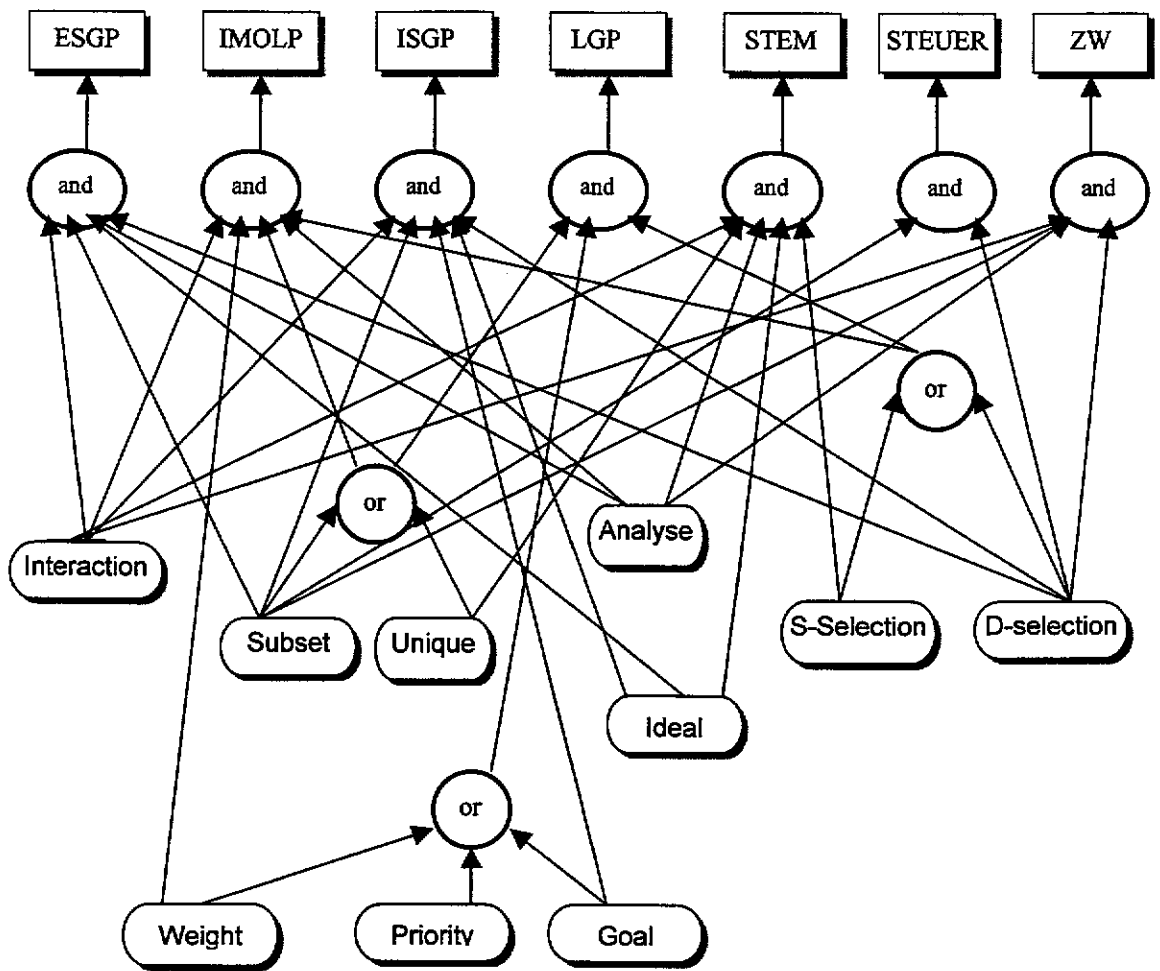 ESGP
IMOLP
ISGP
LGP
STEM
STEUER
ZW
and
and
and
and
and
and
and
or
or
Analyse
Interaction
Subset
Unique
S-Selection
D-selection
Ideal
or
Weight
Priority
Goal